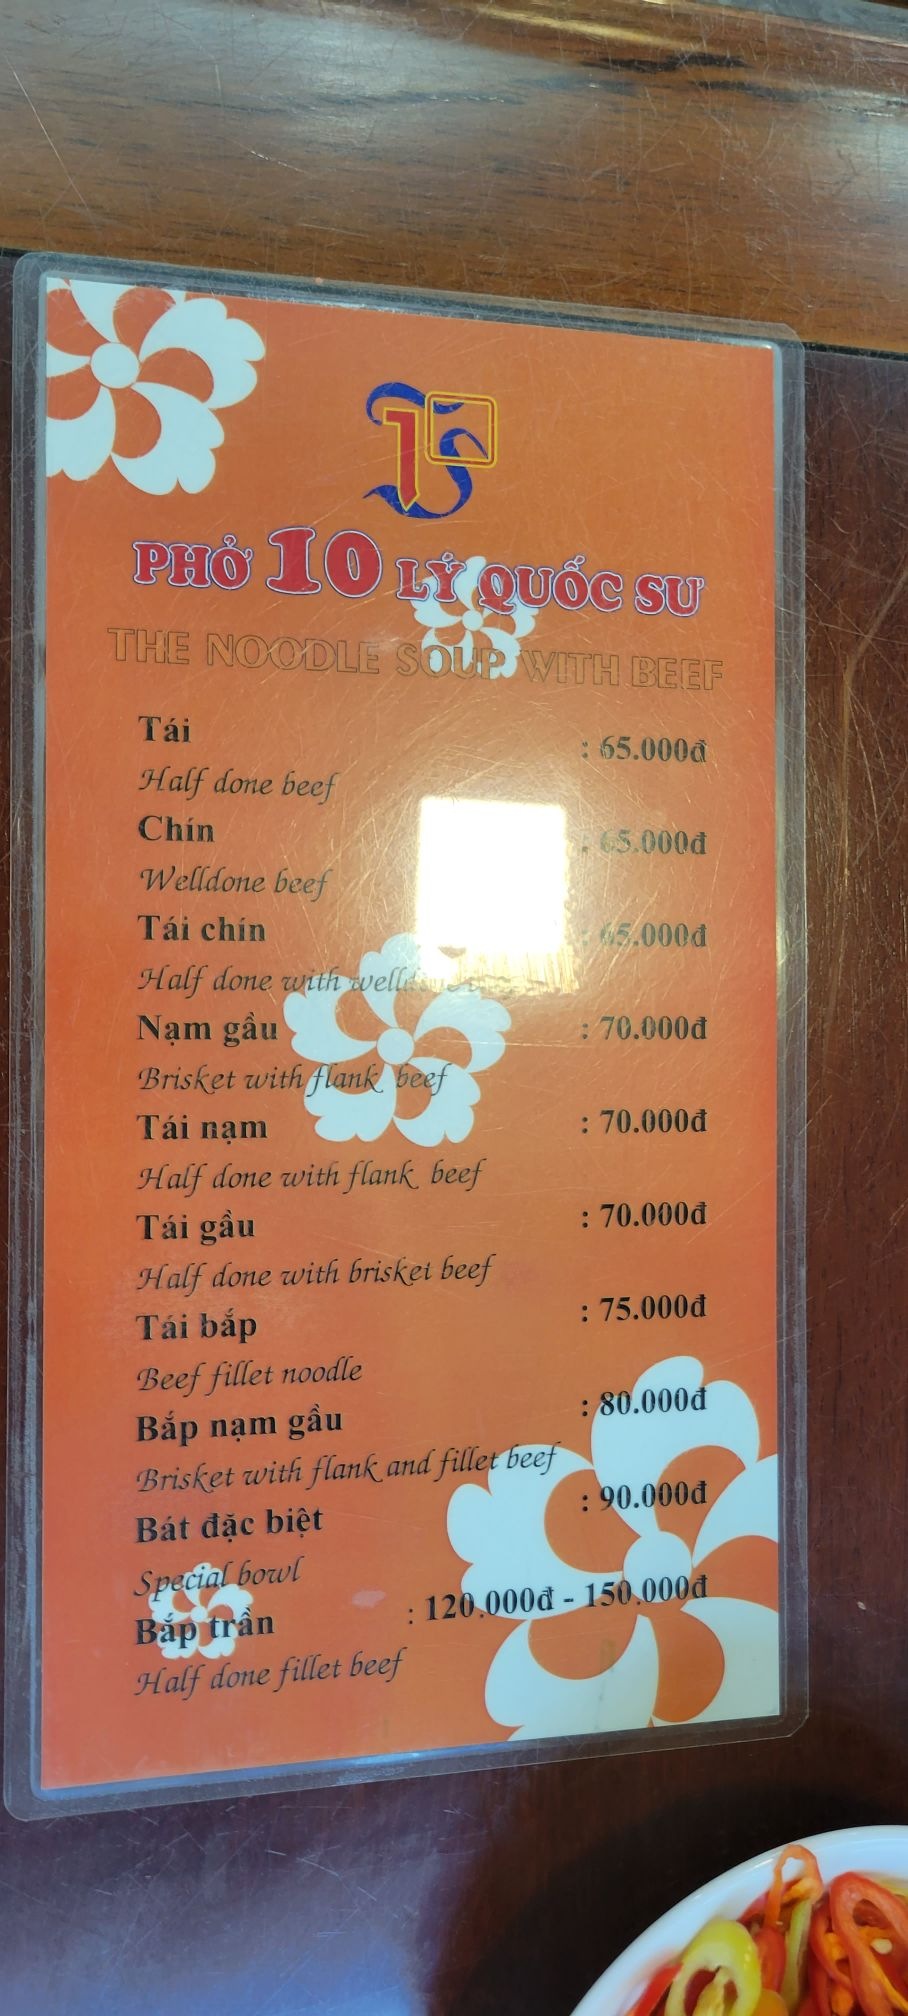 PHỞ 10 LÝ QUỐC SƯ
THE NOODLE SOUP WITH BEEF
Tái : 65.000đ
Half done beef
Chín : 65.000đ
Welldone beef
Tái chín : 65.000đ
Half done with
Nạm gầu : 70.000đ
Brisket with flank beef
Tái nạm : 70.000đ
Half done with flank beef
Tái gầu : 70.000đ
Half done with brisket beef
Tái bắp : 75.000đ
Beef fillet noodle
Bắp nạm gầu : 80.000đ
Brisket with flank and fillet beef
Bát đặc biệt : 90.000đ
Special bowl
Bắp trần : 120.000đ - 150.000đ
Half done fillet beef